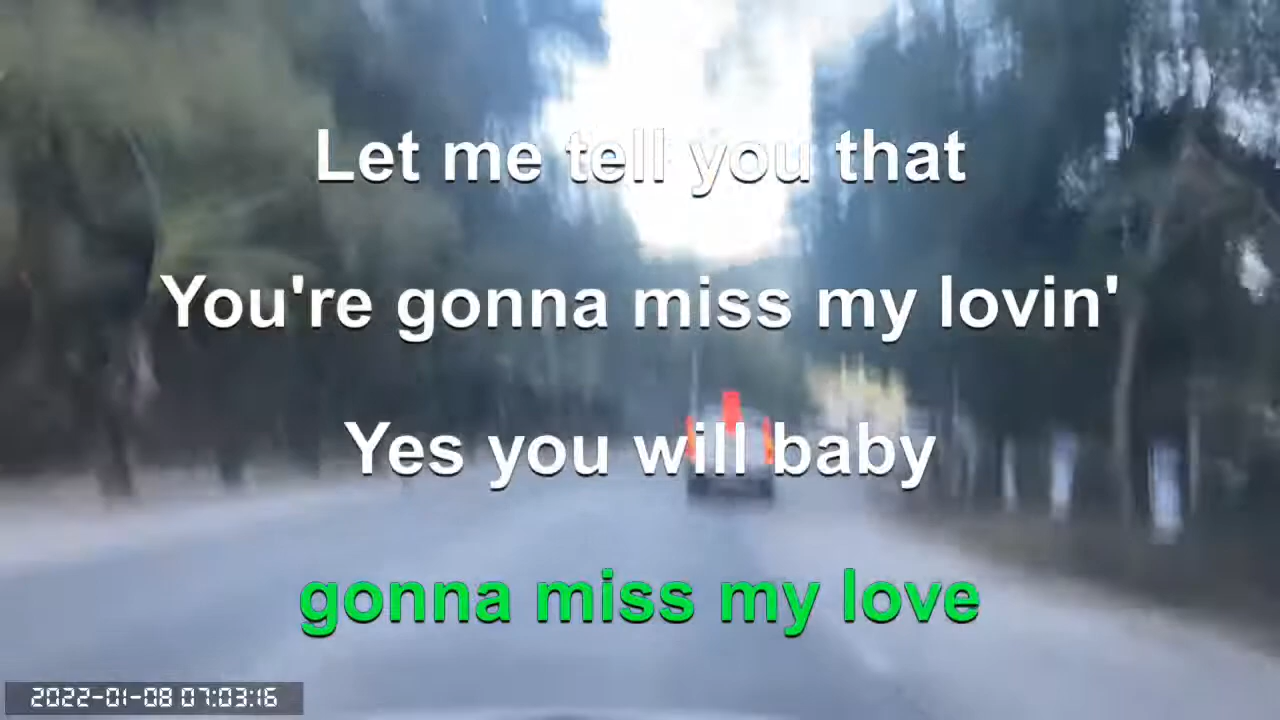 Let me tell you that
You're gonna miss my lovin'
Yes you will baby
gonna miss my love
2022-01-08 07:03:16